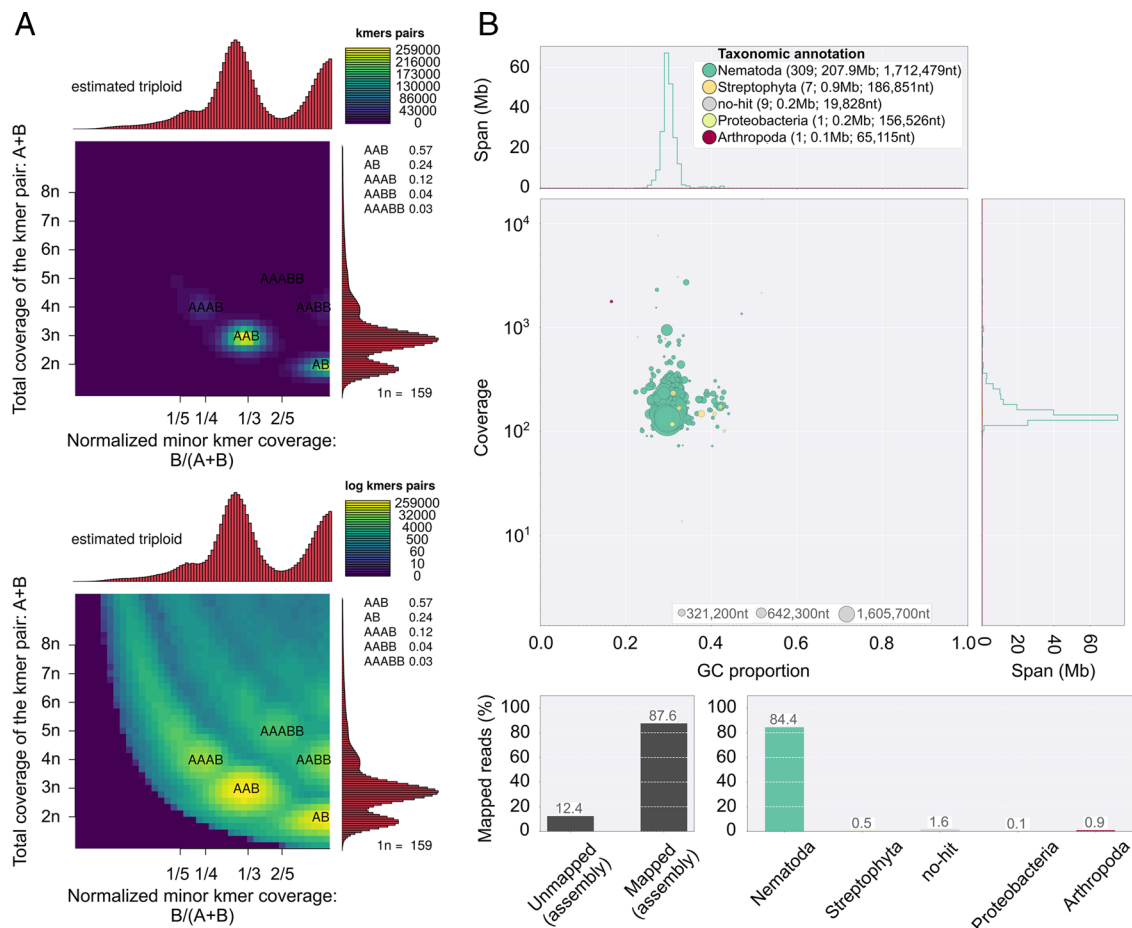 A
kmers pairs
estimated triploid
259000
216000
173000
130000
86000
43000
0
Total coverage of the kmer pair: A+B
8n
7n
6n
5n
4n
3n
2n
AAABB
AAAB
AABB
AAB
AB
AAB 0.57
AB 0.24
AAAB 0.12
AABB 0.04
AAABB 0.03
1n = 159
1/5 1/4 1/3 2/5
Normalized minor kmer coverage:
B/(A+B)
log kmers pairs
estimated triploid
259000
32000
4000
500
60
10
0
Total coverage of the kmer pair: A+B
8n
7n
6n
5n
4n
3n
2n
AAABB
AAAB
AABB
AAB
AB
AAB 0.57
AB 0.24
AAAB 0.12
AABB 0.04
AAABB 0.03
1n = 159
1/5 1/4 1/3 2/5
Normalized minor kmer coverage:
B/(A+B)
B
Span (Mb)
60
40
20
0
Taxonomic annotation
Nematoda (309; 207.9Mb; 1,712,479nt)
Streptophyta (7; 0.9Mb; 186,851nt)
no-hit (9; 0.2Mb; 19,828nt)
Proteobacteria (1; 0.2Mb; 156,526nt)
Arthropoda (1; 0.1Mb; 65,115nt)
Coverage
10⁴
10³
10²
10¹
321,200nt 642,300nt 1,605,700nt
0.0 0.2 0.4 0.6 0.8 1.0
GC proportion
0 20 40 60
Span (Mb)
Mapped reads (%)
100
80
60
40
20
0
12.4
87.6
Unmapped
(assembly)
Mapped
(assembly)
100
80
60
40
20
0
84.4
0.5
1.6
0.1
0.9
Nematoda
Streptophyta
no-hit
Proteobacteria
Arthropoda